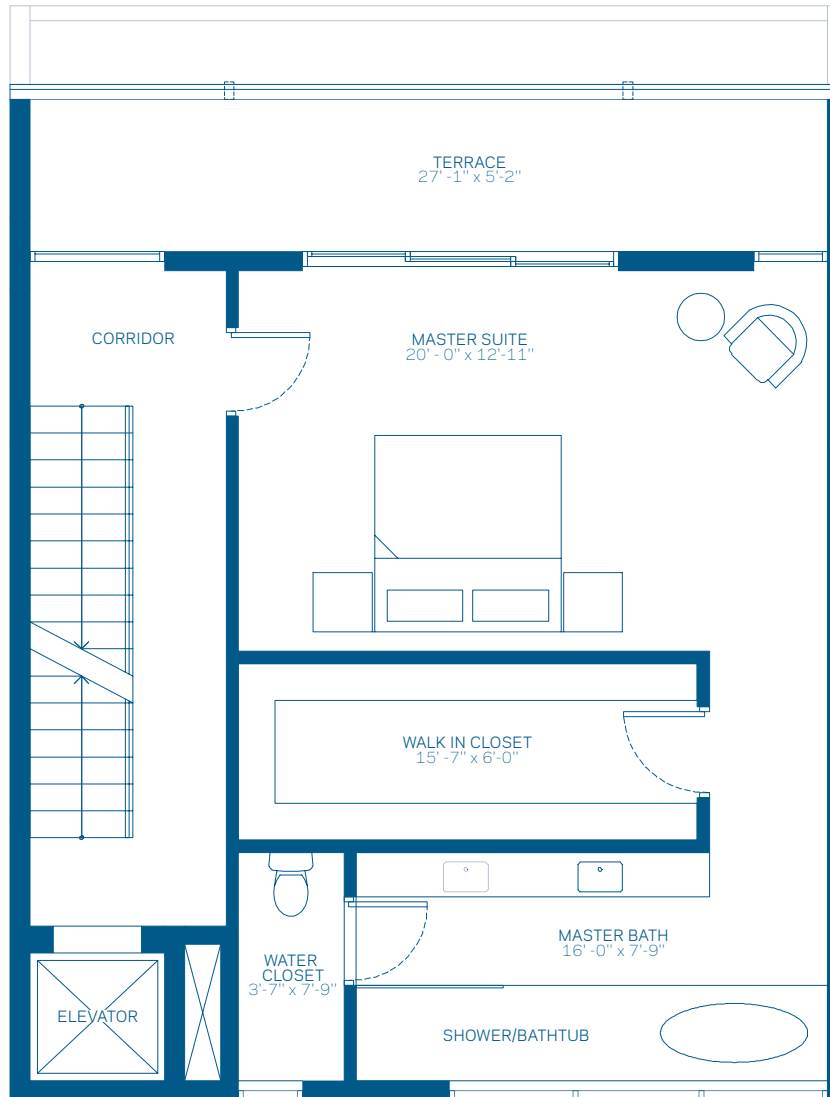 TERRACE
27' -1" x 5'-2"
CORRIDOR
MASTER SUITE
20' - 0" x 12'-11"
WALK IN CLOSET
15' -7" x 6'-0"
MASTER BATH
16' -0" x 7'-9"
WATER
CLOSET
3'-7" x 7'-9"
ELEVATOR
SHOWER/BATHTUB